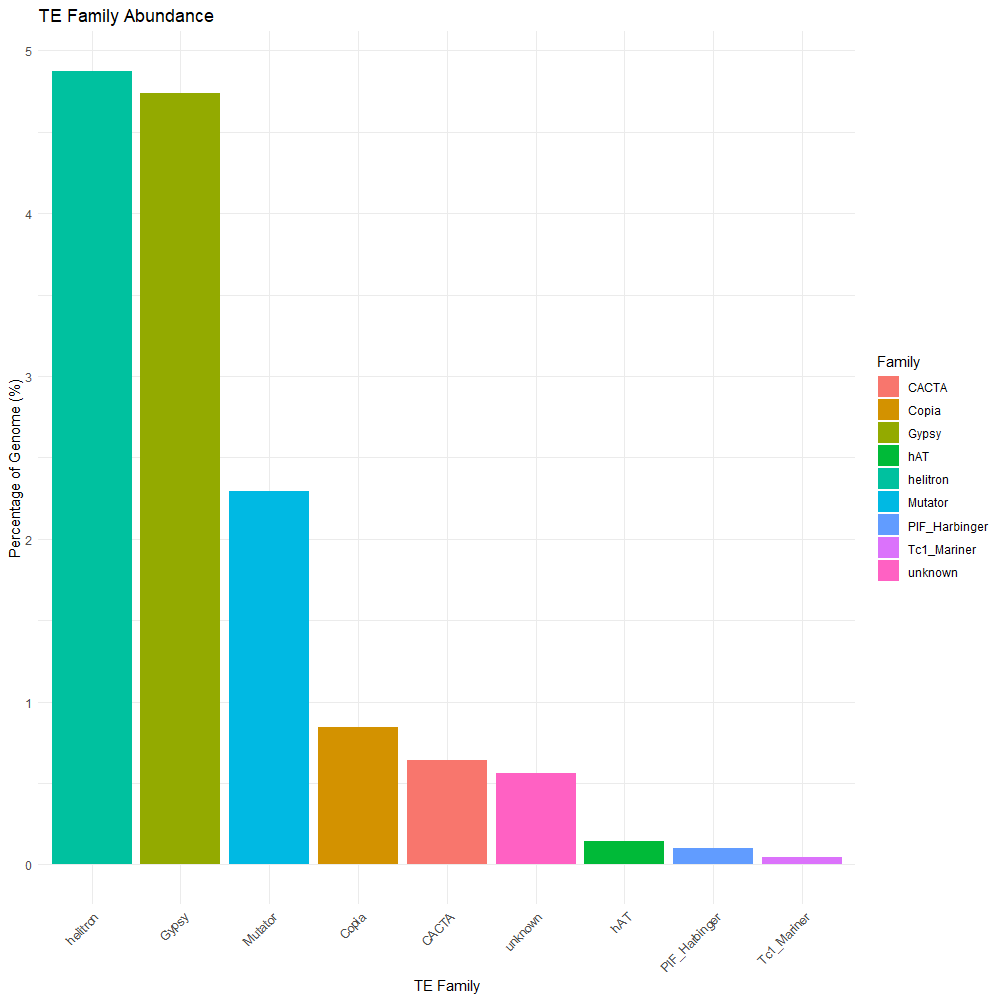 TE Family Abundance
Percentage of Genome (%)
5
4
3
2
1
0
helitron
Gypsy
Mutator
Copia
CACTA
unknown
hAT
PIF_Harbinger
Tc1_Mariner
TE Family
Family
CACTA
Copia
Gypsy
hAT
helitron
Mutator
PIF_Harbinger
Tc1_Mariner
unknown